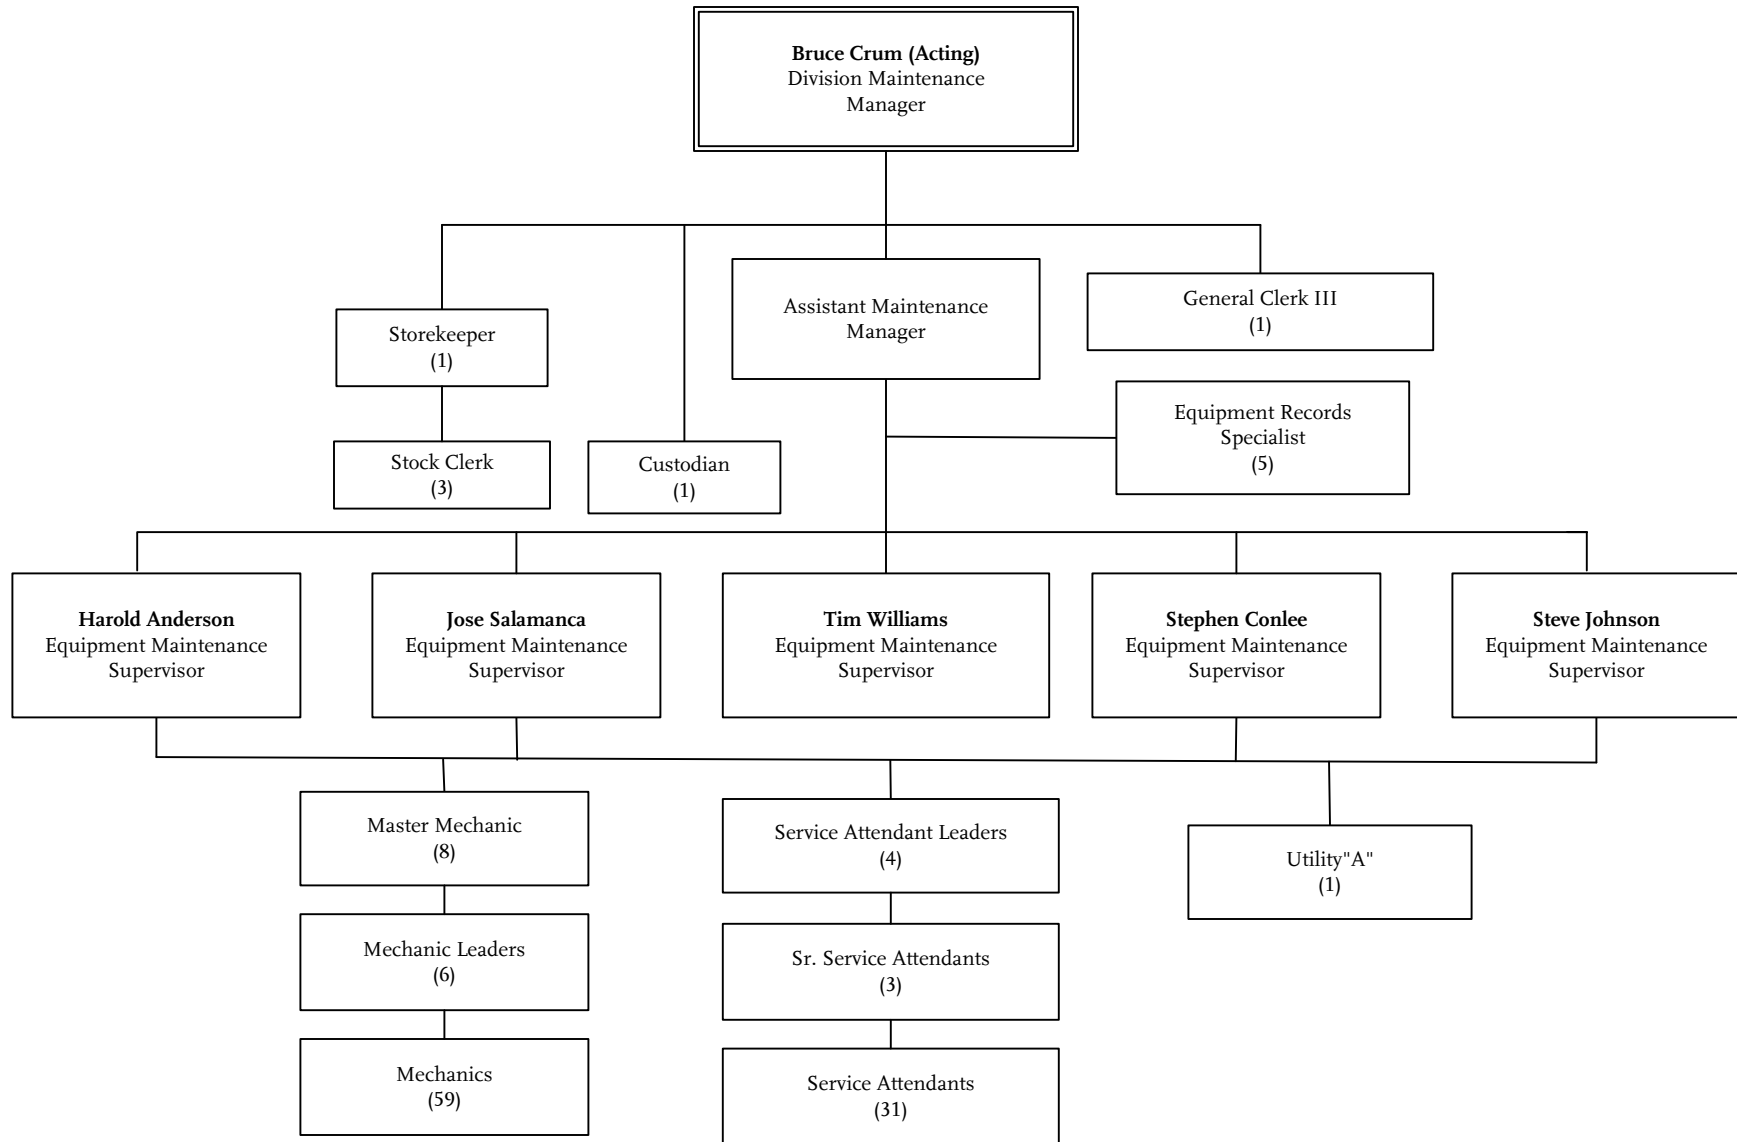 Bruce Crum (Acting)
Division Maintenance
Manager
Storekeeper
(1)
Assistant Maintenance
Manager
General Clerk III
(1)
Stock Clerk
(3)
Custodian
(1)
Equipment Records
Specialist
(5)
Harold Anderson
Equipment Maintenance
Supervisor
Jose Salamanca
Equipment Maintenance
Supervisor
Tim Williams
Equipment Maintenance
Supervisor
Stephen Conlee
Equipment Maintenance
Supervisor
Steve Johnson
Equipment Maintenance
Supervisor
Master Mechanic
(8)
Service Attendant Leaders
(4)
Utility"A"
(1)
Mechanic Leaders
(6)
Sr. Service Attendants
(3)
Mechanics
(59)
Service Attendants
(31)